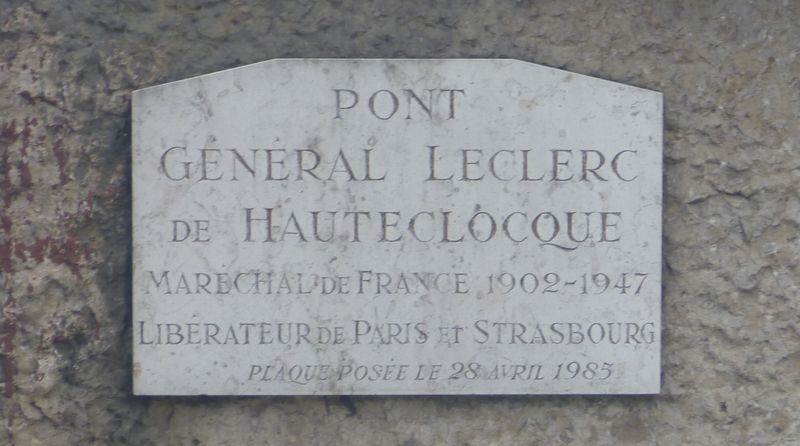 PONT
GÉNÉRAL LECLERC
DE HAUTECLOCQUE
MARÉCHAL DE FRANCE 1902-1947
LIBÉRATEUR DE PARIS ET STRASBOURG
PLAQUE POSÉE LE 28 AVRIL 1985